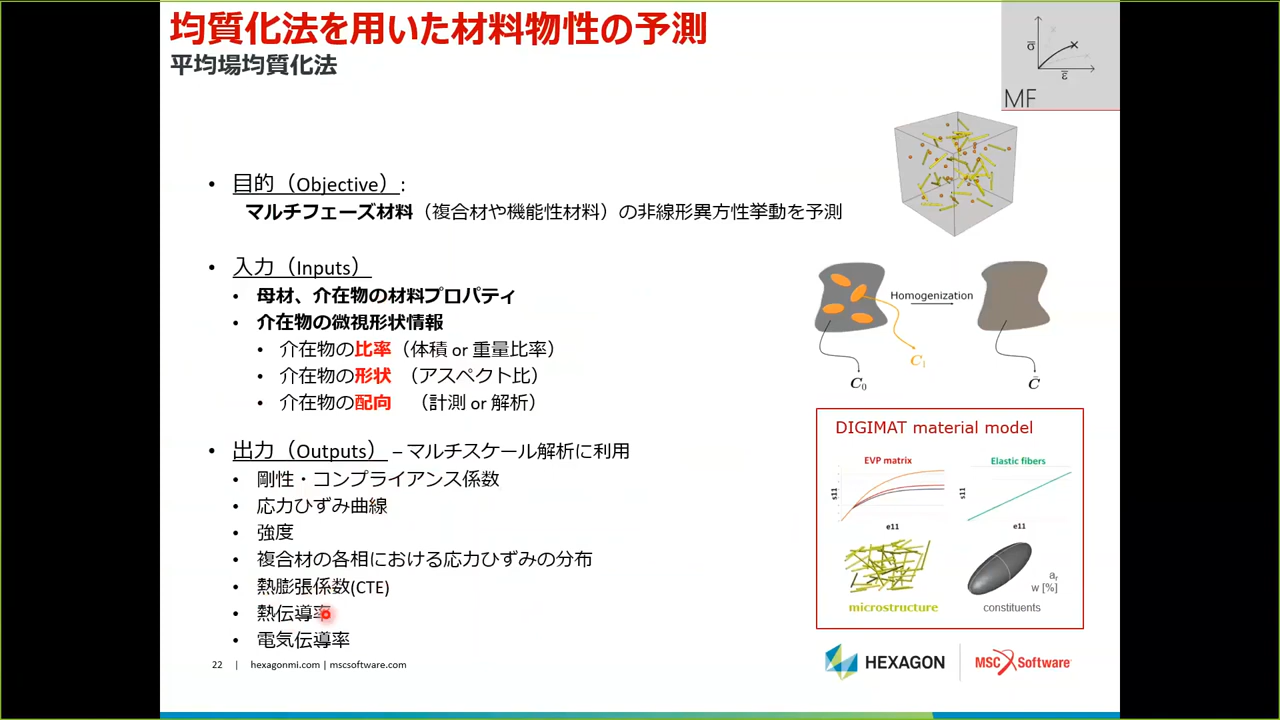 均質化法を用いた材料物性の予測
平均場均質化法
σ̄
ε̄
MF
• 目的（Objective）:
マルチフェーズ材料（複合材や機能性材料）の非線形異方性挙動を予測
• 入力（Inputs）
• 母材、介在物の材料プロパティ
• 介在物の微視形状情報
• 介在物の比率（体積 or 重量比率）
• 介在物の形状 （アスペクト比）
• 介在物の配向 （計測 or 解析）
• 出力（Outputs） – マルチスケール解析に利用
• 剛性・コンプライアンス係数
• 応力ひずみ曲線
• 強度
• 複合材の各相における応力ひずみの分布
• 熱膨張係数(CTE)
• 熱伝導率
• 電気伝導率
Homogenization
C₁
C₀
C̄
DIGIMAT material model
EVP matrix
Elastic fibers
s11
s11
e11
e11
af
w [%]
microstructure
constituents
22 | hexagonmi.com | mscsoftware.com
HEXAGON
MSC Software